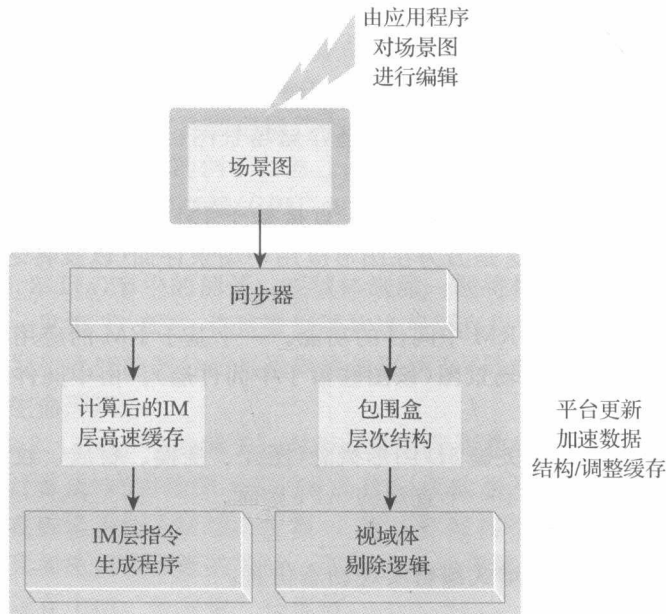 由应用程序
对场景图
进行编辑
场景图
同步器
计算后的IM
层高速缓存
包围盒
层次结构
平台更新
加速数据
结构/调整缓存
IM层指令
生成程序
视域体
剔除逻辑